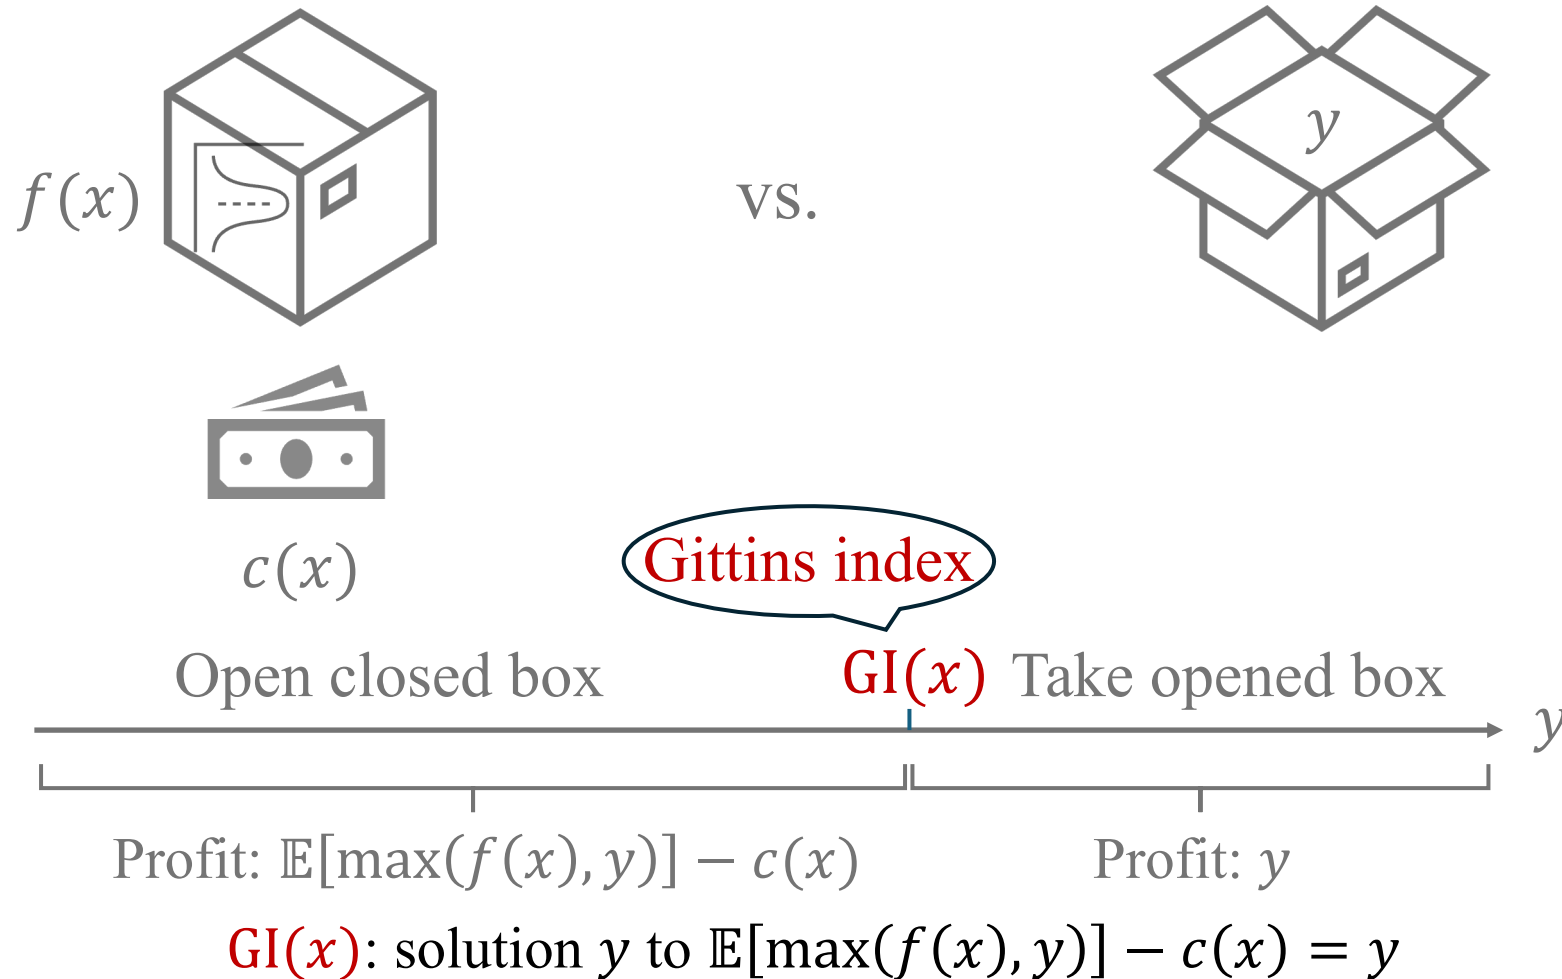 f(x)
vs.
y
c(x)
Gittins index
Open closed box
GI(x)
Take opened box
y
Profit: 𝔼[max(f(x), y)] − c(x)
Profit: y
GI(x): solution y to 𝔼[max(f(x), y)] − c(x) = y